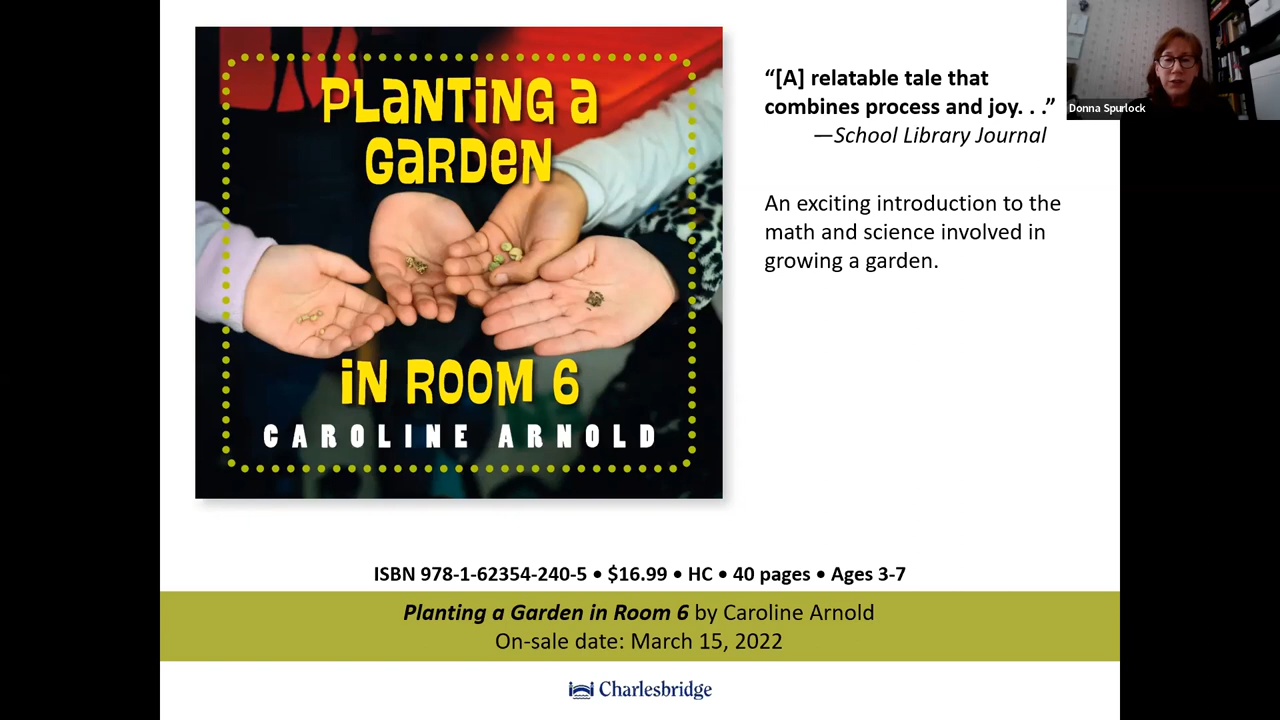 PLANTING A
GARDEN
IN ROOM 6
CAROLINE ARNOLD
“[A] relatable tale that
combines process and joy. . .”
—School Library Journal
An exciting introduction to the
math and science involved in
growing a garden.
Donna Spurlock
ISBN 978-1-62354-240-5 • $16.99 • HC • 40 pages • Ages 3-7
Planting a Garden in Room 6 by Caroline Arnold
On-sale date: March 15, 2022
Charlesbridge